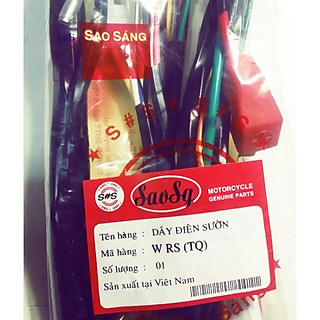 SAO SÁNG
S#S
SaoSg
MOTORCYCLE
GENUINE PARTS
Tên hàng : DÂY ĐIỆN SƯỜN
Mã hàng : W RS (TQ)
Số lượng : 01
Sản xuất tại Việt Nam